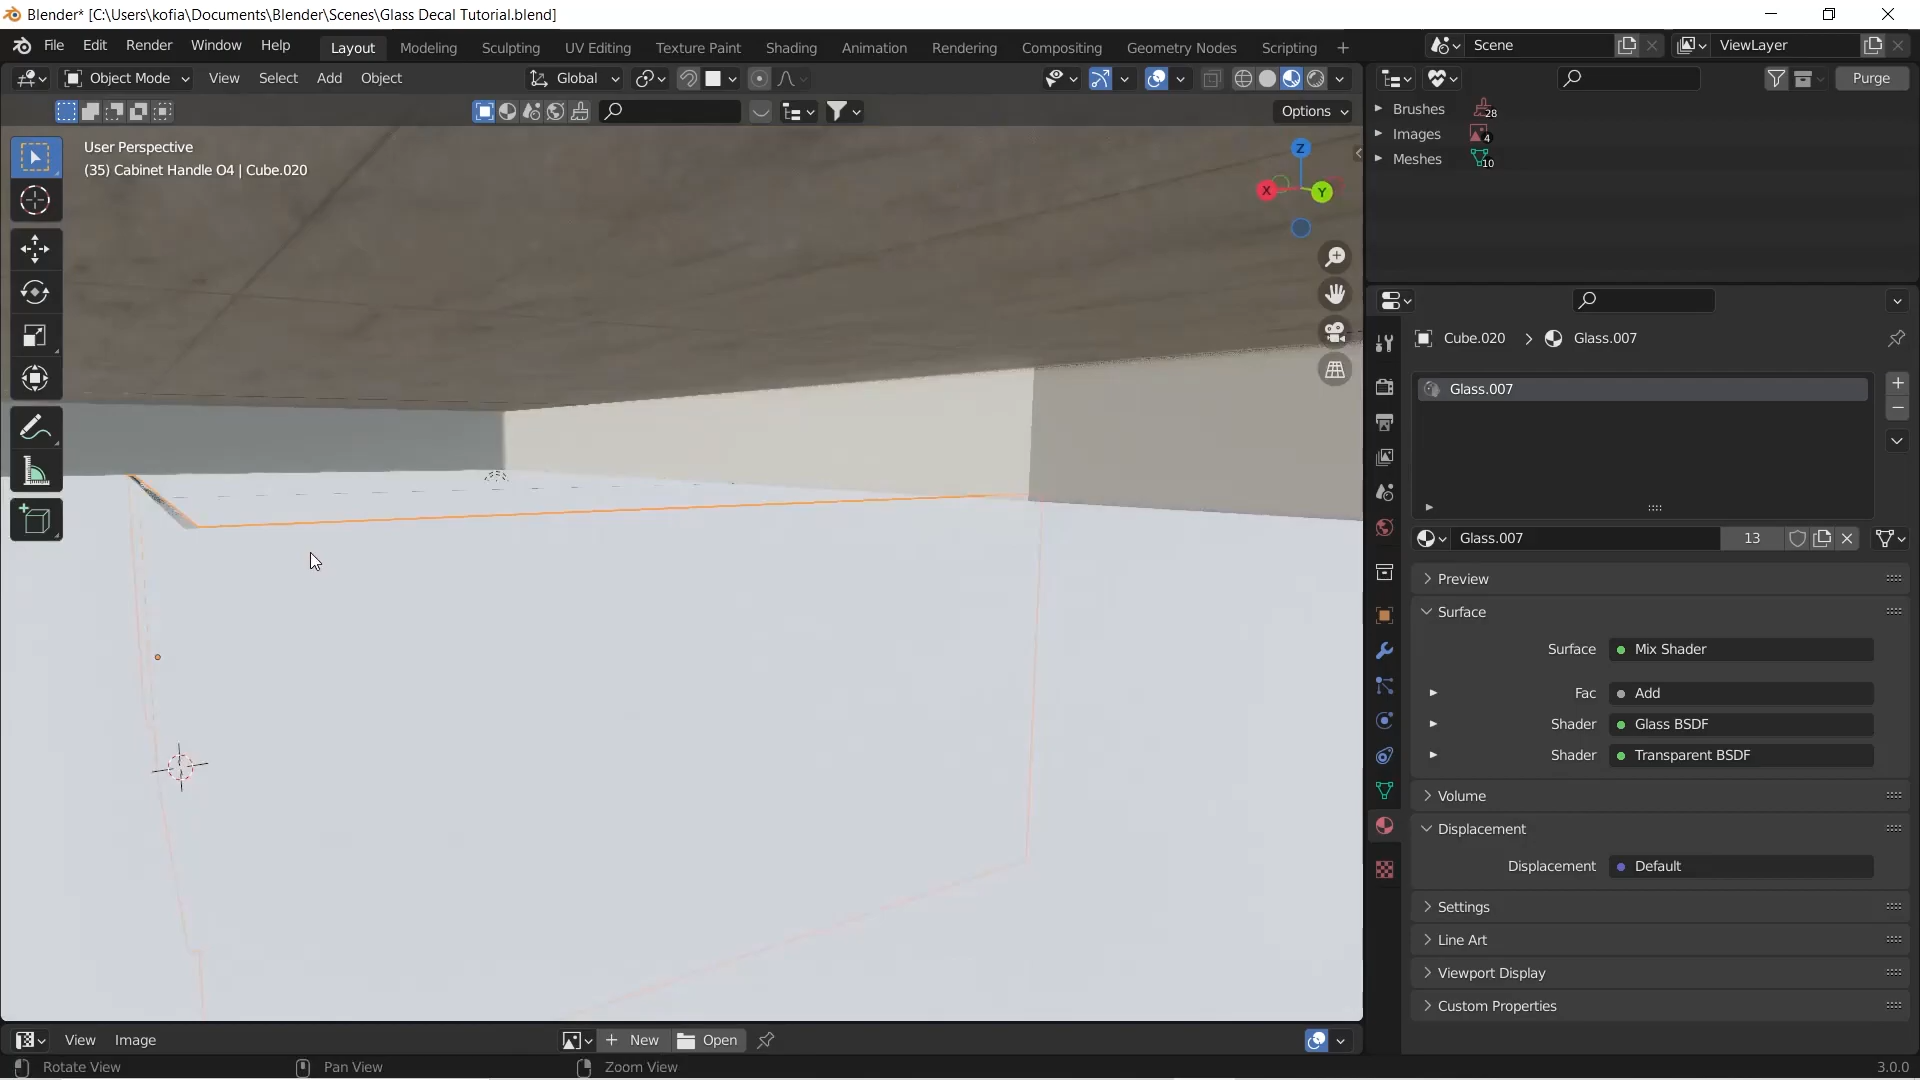 Blender* [C:\Users\kofia\Documents\Blender\Scenes\Glass Decal Tutorial.blend]
File Edit Render Window Help Layout Modeling Sculpting UV Editing Texture Paint Shading Animation Rendering Compositing Geometry Nodes Scripting + Scene ViewLayer
Object Mode View Select Add Object Global Purge
Options
User Perspective
(35) Cabinet Handle O4 | Cube.020
Z
X
Y
Brushes 28
Images 4
Meshes 10
Cube.020 > Glass.007
Glass.007
Glass.007 13
Preview
Surface
Surface Mix Shader
Fac Add
Shader Glass BSDF
Shader Transparent BSDF
Volume
Displacement
Displacement Default
Settings
Line Art
Viewport Display
Custom Properties
View Image + New Open
Rotate View Pan View Zoom View 3.0.0